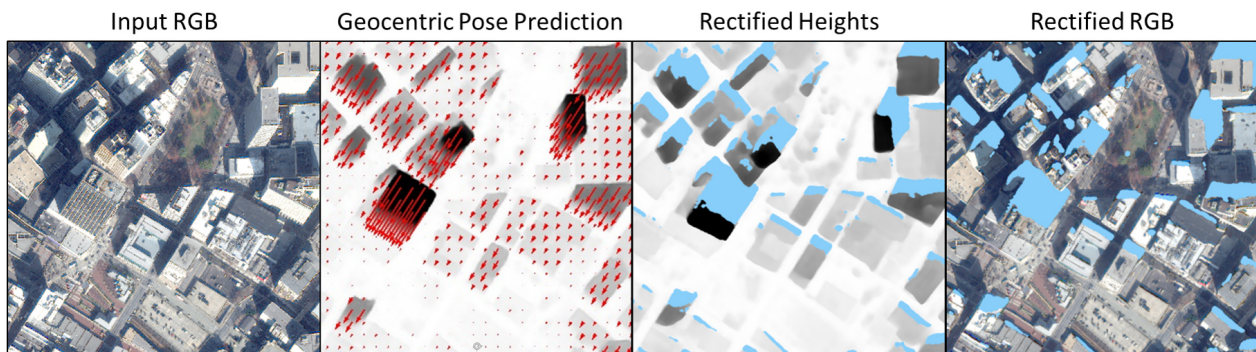 Input RGB
Geocentric Pose Prediction
Rectified Heights
Rectified RGB